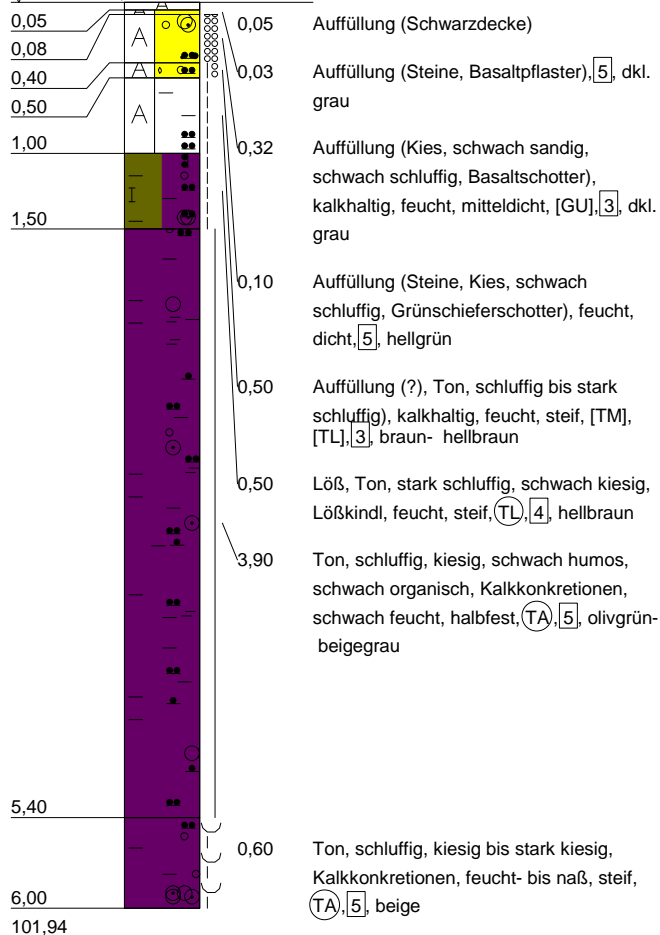 0,05
0,08
0,40
0,50
1,00
1,50
5,40
6,00
101,94
A
A
A
A
0,05 Auffüllung (Schwarzdecke)
0,03 Auffüllung (Steine, Basaltpflaster), 5, dkl.
grau
0,32 Auffüllung (Kies, schwach sandig,
schwach schluffig, Basaltschotter),
kalkhaltig, feucht, mitteldicht, [GU], 3, dkl.
grau
0,10 Auffüllung (Steine, Kies, schwach
schluffig, Grünschieferschotter), feucht,
dicht, 5, hellgrün
0,50 Auffüllung (?), Ton, schluffig bis stark
schluffig), kalkhaltig, feucht, steif, [TM],
[TL], 3, braun- hellbraun
0,50 Löß, Ton, stark schluffig, schwach kiesig,
Lößkindl, feucht, steif, TL, 4, hellbraun
3,90 Ton, schluffig, kiesig, schwach humos,
schwach organisch, Kalkkonkretionen,
schwach feucht, halbfest, TA, 5, olivgrün-
beigegrau
0,60 Ton, schluffig, kiesig bis stark kiesig,
Kalkkonkretionen, feucht- bis naß, steif,
TA, 5, beige